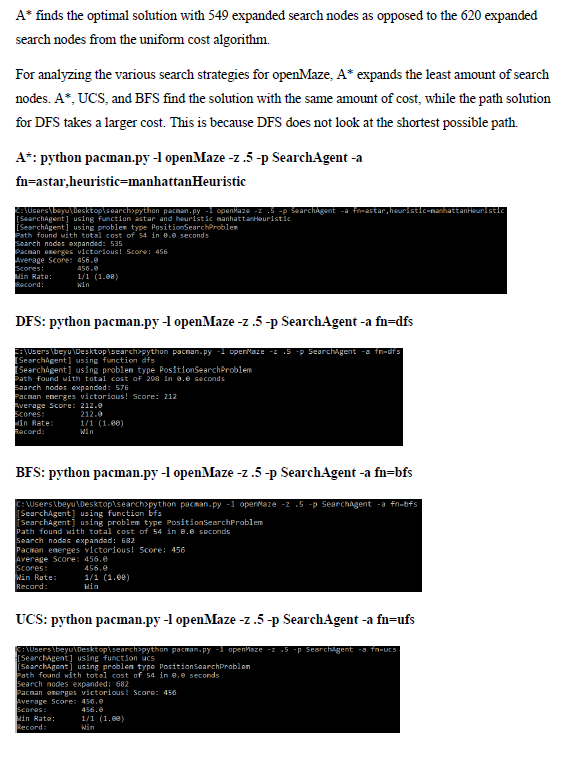 A* finds the optimal solution with 549 expanded search nodes as opposed to the 620 expanded
search nodes from the uniform cost algorithm.
For analyzing the various search strategies for openMaze, A* expands the least amount of search
nodes. A*, UCS, and BFS find the solution with the same amount of cost, while the path solution
for DFS takes a larger cost. This is because DFS does not look at the shortest possible path.
A*: python pacman.py -l openMaze -z .5 -p SearchAgent -a
fn=astar,heuristic=manhattanHeuristic
C:\Users\beyu\Desktop\search>python pacman.py -l openMaze -z .5 -p SearchAgent -a fn=astar,heuristic=manhattanHeuristic
[SearchAgent] using function astar and heuristic manhattanHeuristic
[SearchAgent] using problem type PositionSearchProblem
Path found with total cost of 54 in 0.0 seconds
Search nodes expanded: 535
Pacman emerges victorious! Score: 456
Average Score: 456.0
Scores: 456.0
Win Rate: 1/1 (1.00)
Record: Win
DFS: python pacman.py -l openMaze -z .5 -p SearchAgent -a fn=dfs
C:\Users\beyu\Desktop\search>python pacman.py -l openMaze -z .5 -p SearchAgent -a fn=dfs
[SearchAgent] using function dfs
[SearchAgent] using problem type PositionSearchProblem
Path found with total cost of 298 in 0.0 seconds
Search nodes expanded: 576
Pacman emerges victorious! Score: 212
Average Score: 212.0
Scores: 212.0
Win Rate: 1/1 (1.00)
Record: Win
BFS: python pacman.py -l openMaze -z .5 -p SearchAgent -a fn=bfs
C:\Users\beyu\Desktop\search>python pacman.py -l openMaze -z .5 -p SearchAgent -a fn=bfs
[SearchAgent] using function bfs
[SearchAgent] using problem type PositionSearchProblem
Path found with total cost of 54 in 0.0 seconds
Search nodes expanded: 682
Pacman emerges victorious! Score: 456
Average Score: 456.0
Scores: 456.0
Win Rate: 1/1 (1.00)
Record: Win
UCS: python pacman.py -l openMaze -z .5 -p SearchAgent -a fn=ufs
C:\Users\beyu\Desktop\search>python pacman.py -l openMaze -z .5 -p SearchAgent -a fn=ucs
[SearchAgent] using function ucs
[SearchAgent] using problem type PositionSearchProblem
Path found with total cost of 54 in 0.0 seconds
Search nodes expanded: 682
Pacman emerges victorious! Score: 456
Average Score: 456.0
Scores: 456.0
Win Rate: 1/1 (1.00)
Record: Win